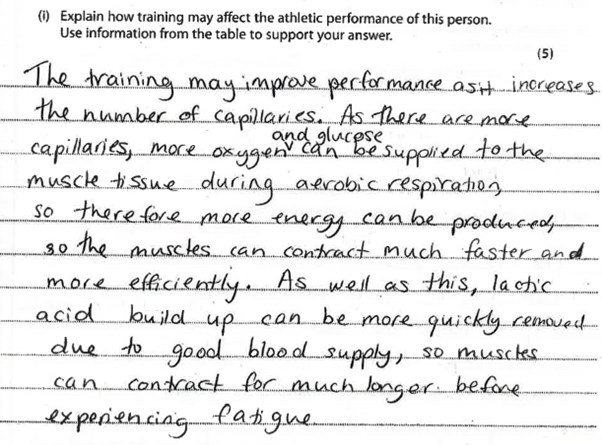 (i) Explain how training may affect the athletic performance of this person.
Use information from the table to support your answer.
(5)
The training may improve performance as it increases
the number of capillaries. As there are more
capillaries, more oxygen and glucose can be supplied to the
muscle tissue during aerobic respiration,
so therefore more energy can be produced,
so the muscles can contract much faster and
more efficiently. As well as this, lactic
acid build up can be more quickly removed
due to good blood supply, so muscles
can contract for much longer before
experiencing fatigue.